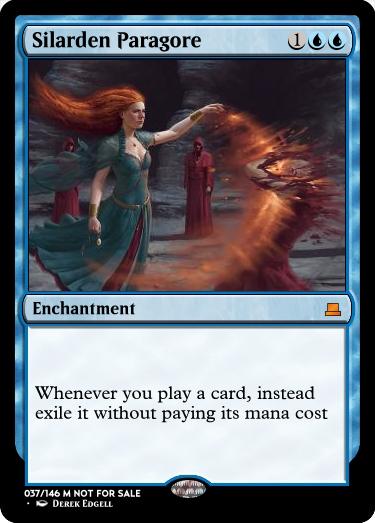 Silarden Paragore 1
Enchantment
Whenever you play a card, instead
exile it without paying its mana cost
037/146 M NOT FOR SALE
· Derek Edgell